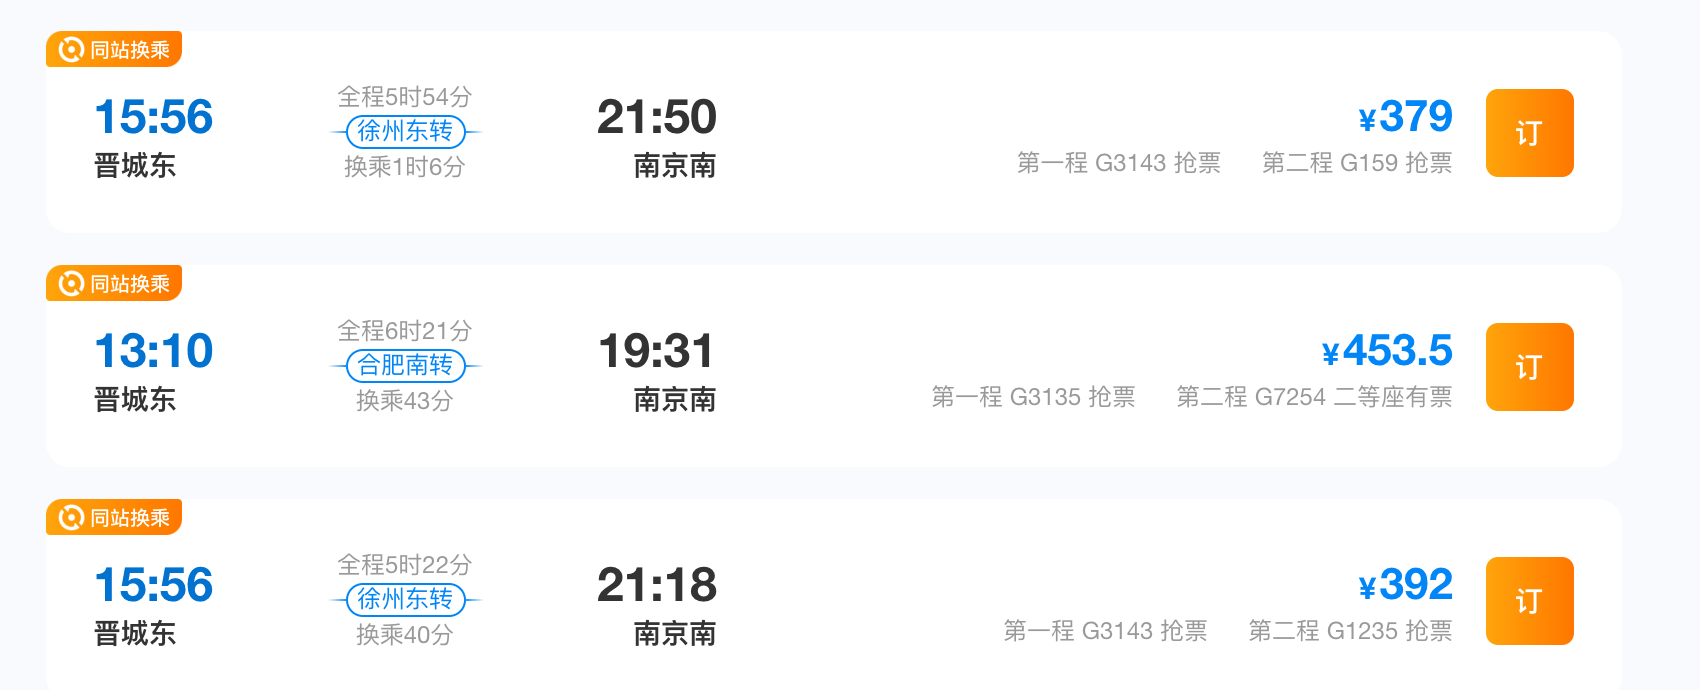 同站换乘
15:56 全程5时54分 21:50 ¥379 订
晋城东 徐州东转 南京南 第一程 G3143 抢票 第二程 G159 抢票
换乘1时6分
同站换乘
13:10 全程6时21分 19:31 ¥453.5 订
晋城东 合肥南转 南京南 第一程 G3135 抢票 第二程 G7254 二等座有票
换乘43分
同站换乘
15:56 全程5时22分 21:18 ¥392 订
晋城东 徐州东转 南京南 第一程 G3143 抢票 第二程 G1235 抢票
换乘40分